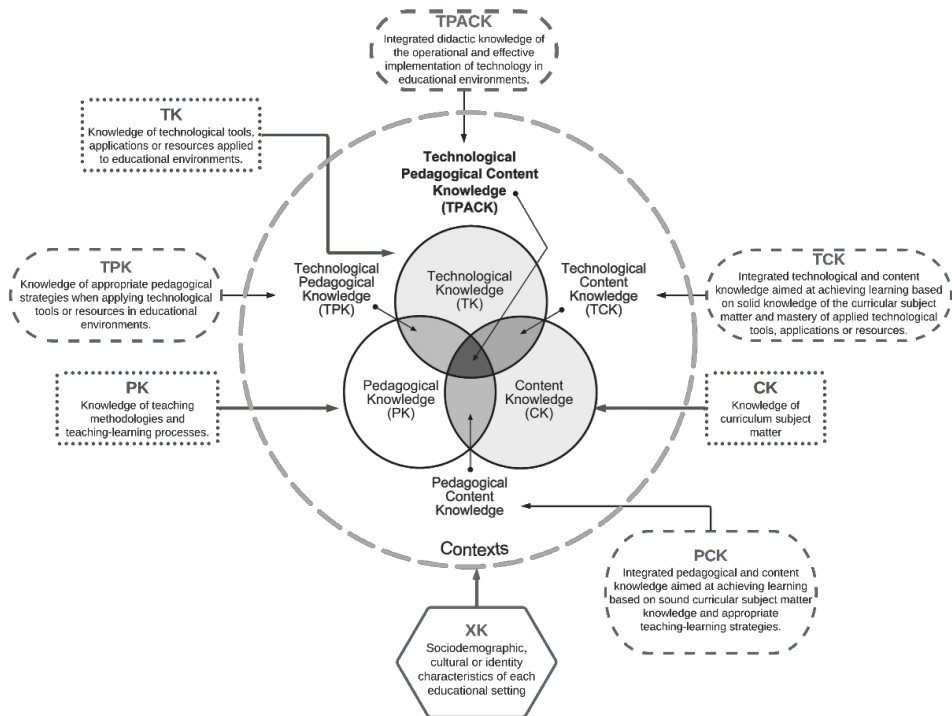 TPACK
Integrated didactic knowledge of
the operational and effective
implementation of technology in
educational environments.
TK
Knowledge of technological tools,
applications or resources applied
to educational environments.
Technological
Pedagogical Content
Knowledge
(TPACK)
TPK
Knowledge of appropriate pedagogical
strategies when applying technological
tools or resources in educational
environments.
Technological
Pedagogical
Knowledge
(TPK)
Technological
Knowledge
(TK)
Technological
Content
Knowledge
(TCK)
TCK
Integrated technological and content
knowledge aimed at achieving learning based
on solid knowledge of the curricular subject
matter and mastery of applied technological
tools, applications or resources.
PK
Knowledge of teaching
methodologies and
teaching-learning processes.
Pedagogical
Knowledge
(PK)
Content
Knowledge
(CK)
CK
Knowledge of
curriculum subject
matter
Pedagogical
Content
Knowledge
Contexts
PCK
Integrated pedagogical and content
knowledge aimed at achieving learning
based on sound curricular subject matter
knowledge and appropriate
teaching-learning strategies.
XK
Sociodemographic,
cultural or identity
characteristics of each
educational setting